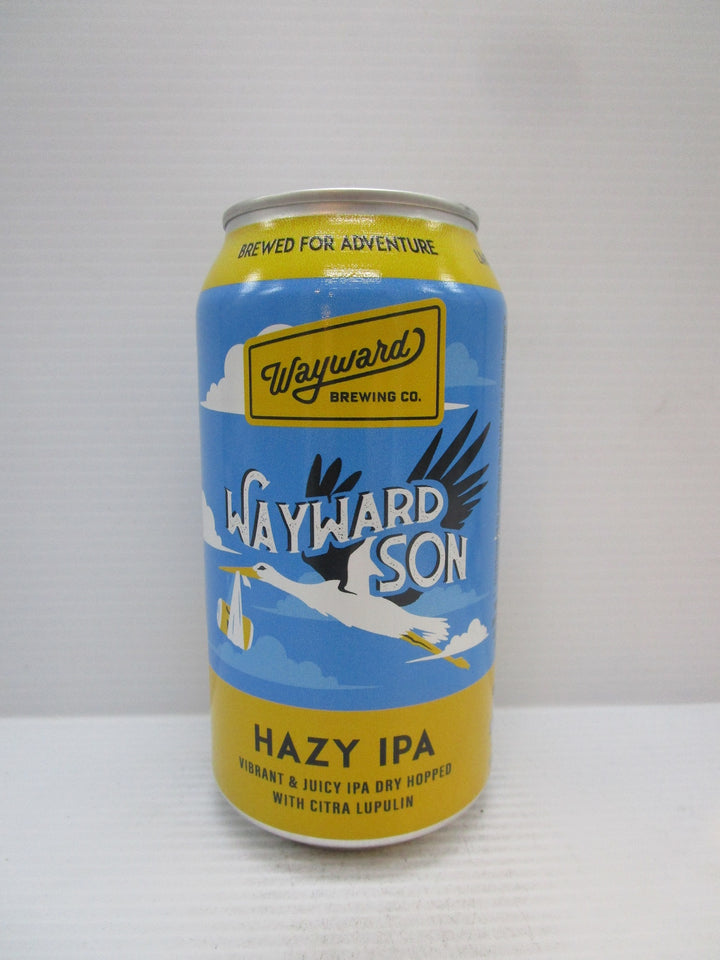 BREWED FOR ADVENTURE
Wayward
BREWING CO.
WAYWARD
SON
HAZY IPA
VIBRANT & JUICY IPA DRY HOPPED
WITH CITRA LUPULIN